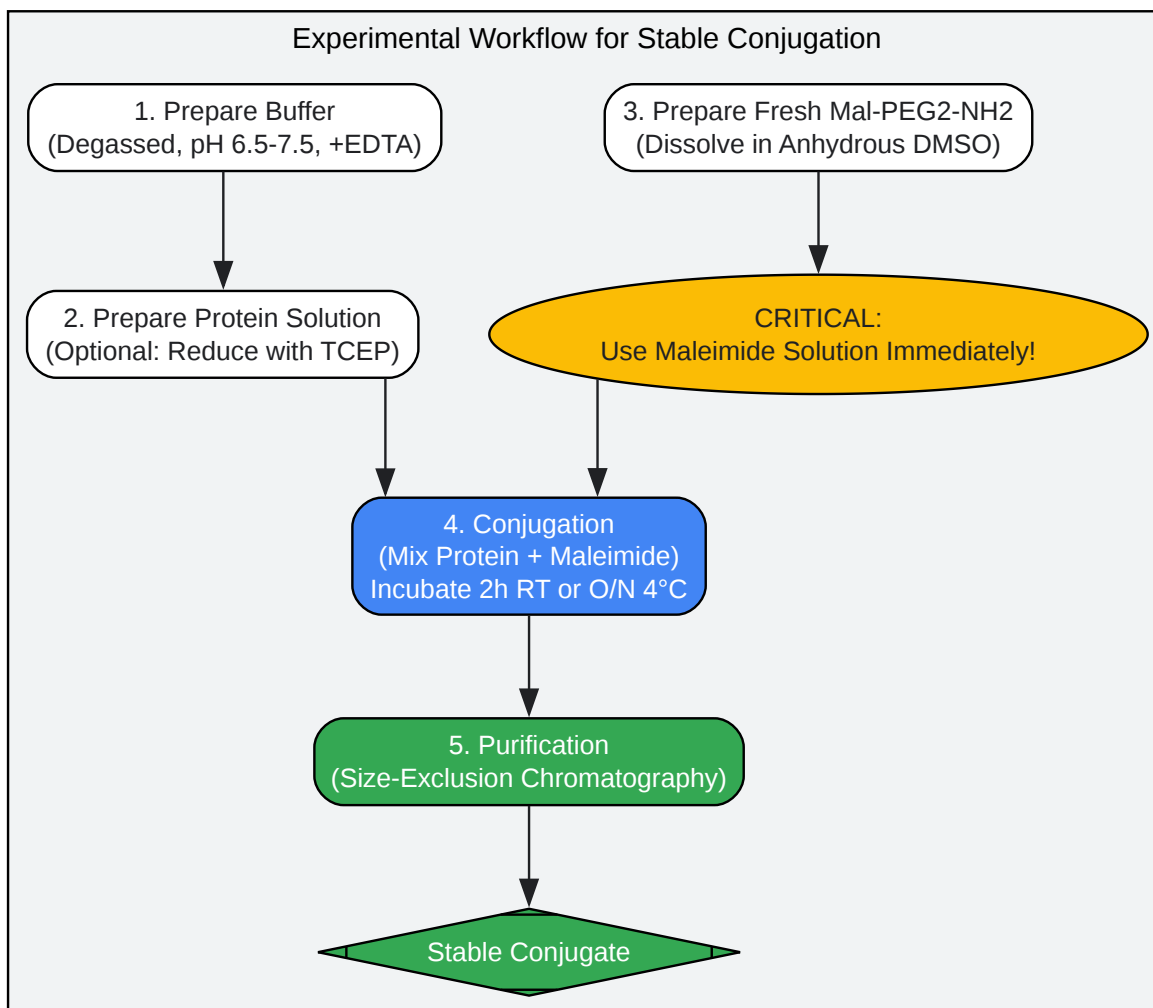 Experimental Workflow for Stable Conjugation
1. Prepare Buffer
(Degassed, pH 6.5-7.5, +EDTA)
3. Prepare Fresh Mal-PEG2-NH2
(Dissolve in Anhydrous DMSO)
2. Prepare Protein Solution
(Optional: Reduce with TCEP)
CRITICAL:
Use Maleimide Solution Immediately!
4. Conjugation
(Mix Protein + Maleimide)
Incubate 2h RT or O/N 4°C
5. Purification
(Size-Exclusion Chromatography)
Stable Conjugate